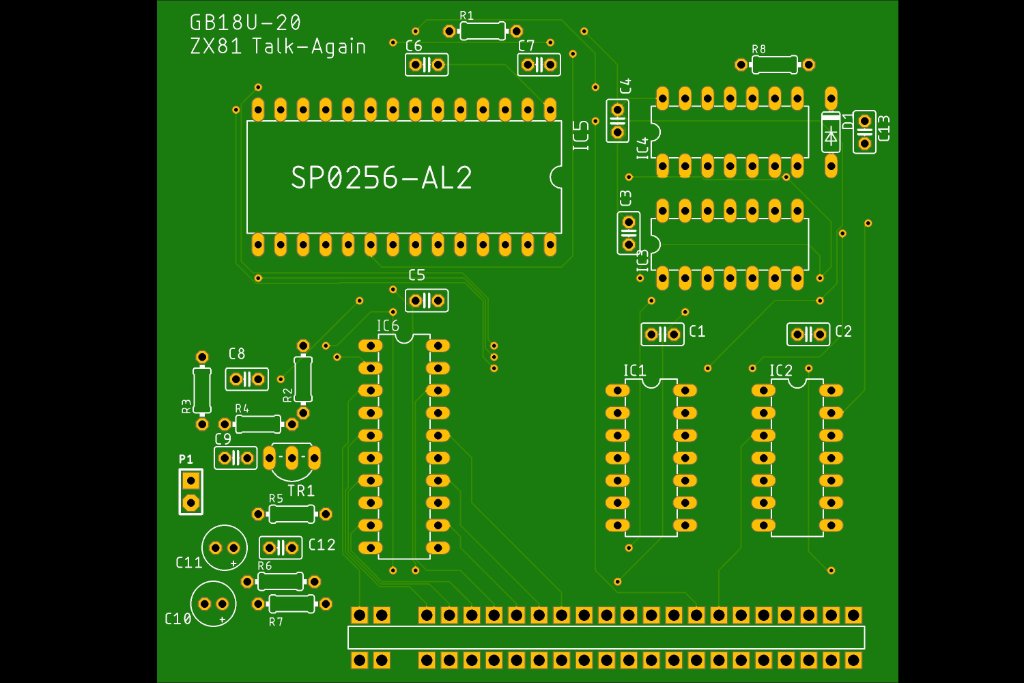 GB18U-20
ZX81 Talk-Again
R1
C6
C7
R8
C4
D1
C13
IC5
IC4
SP0256-AL2
C3
IC3
C5
IC6
C1
C2
C8
IC1
IC2
R2
R3
R4
C9
P1
TR1
R5
C12
C11
+
R6
C10
+
R7